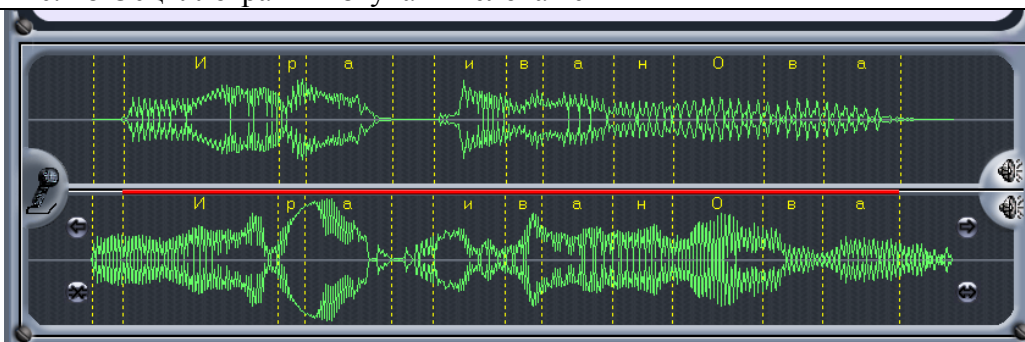 И р а и в а н О в а
И р а и в а н О в а